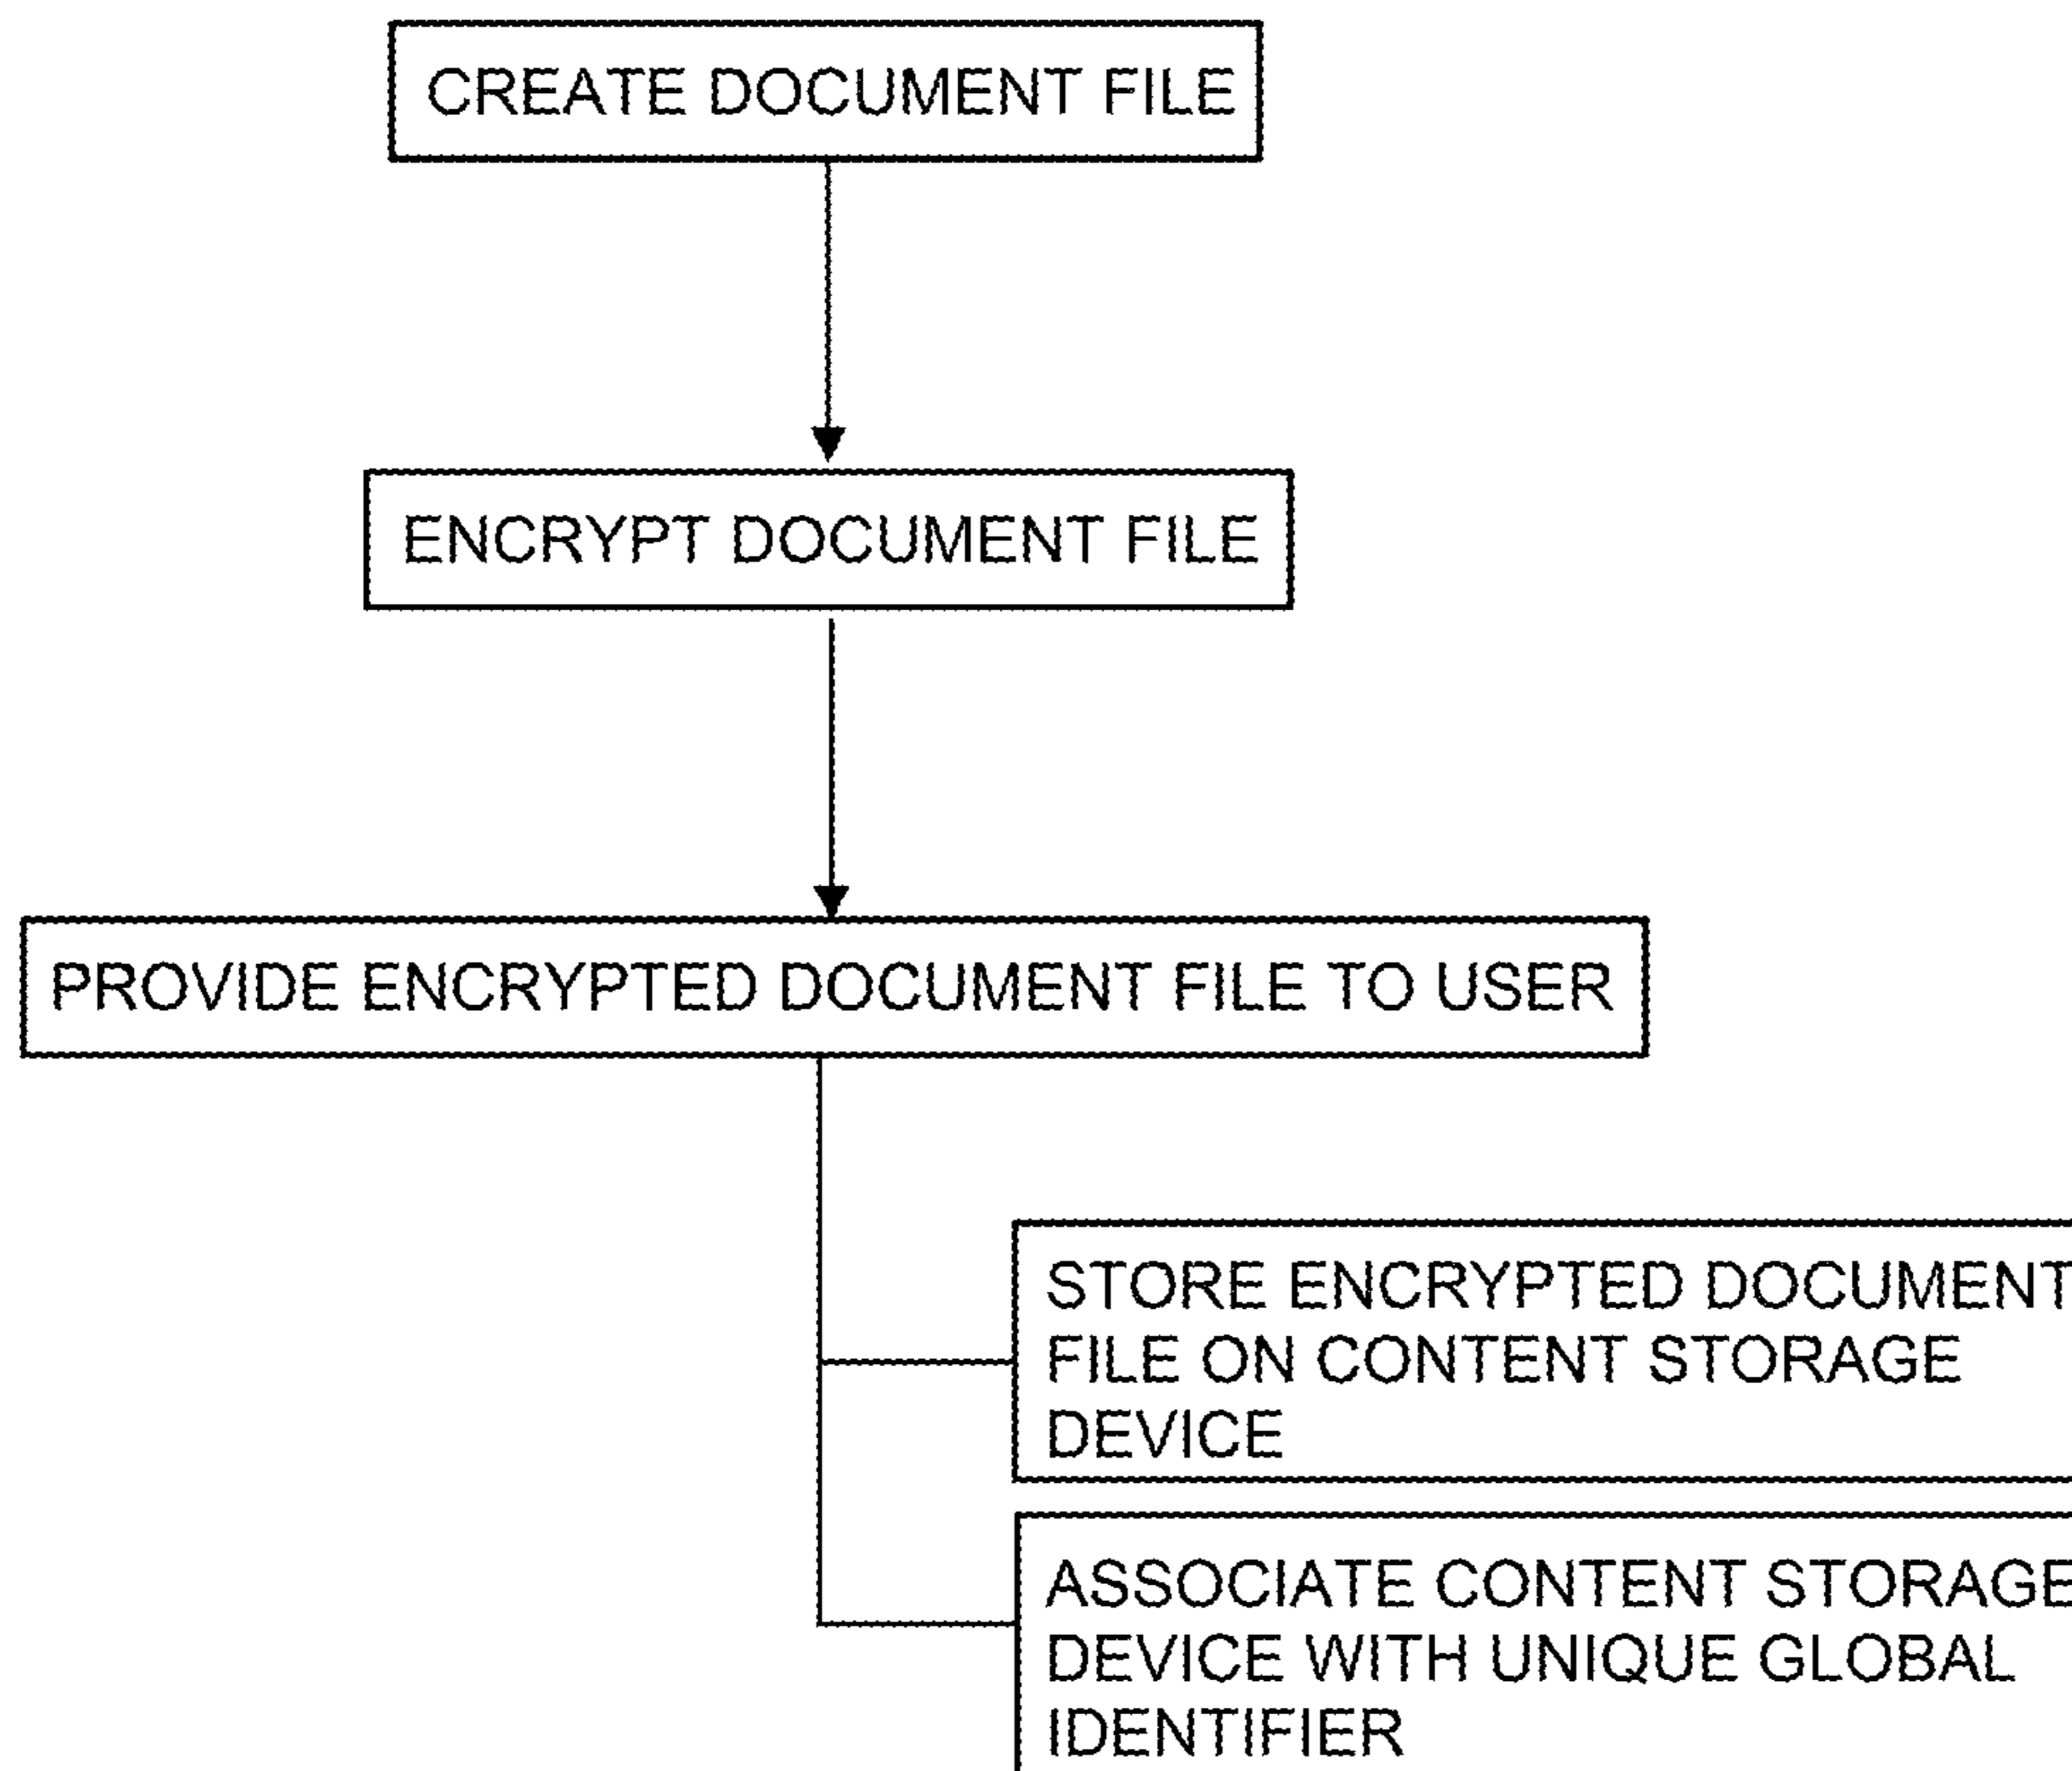 CREATE DOCUMENT FILE
ENCRYPT DOCUMENT FILE
PROVIDE ENCRYPTED DOCUMENT FILE TO USER
STORE ENCRYPTED DOCUMENT
FILE ON CONTENT STORAGE
DEVICE
ASSOCIATE CONTENT STORAGE
DEVICE WITH UNIQUE GLOBAL
IDENTIFIER